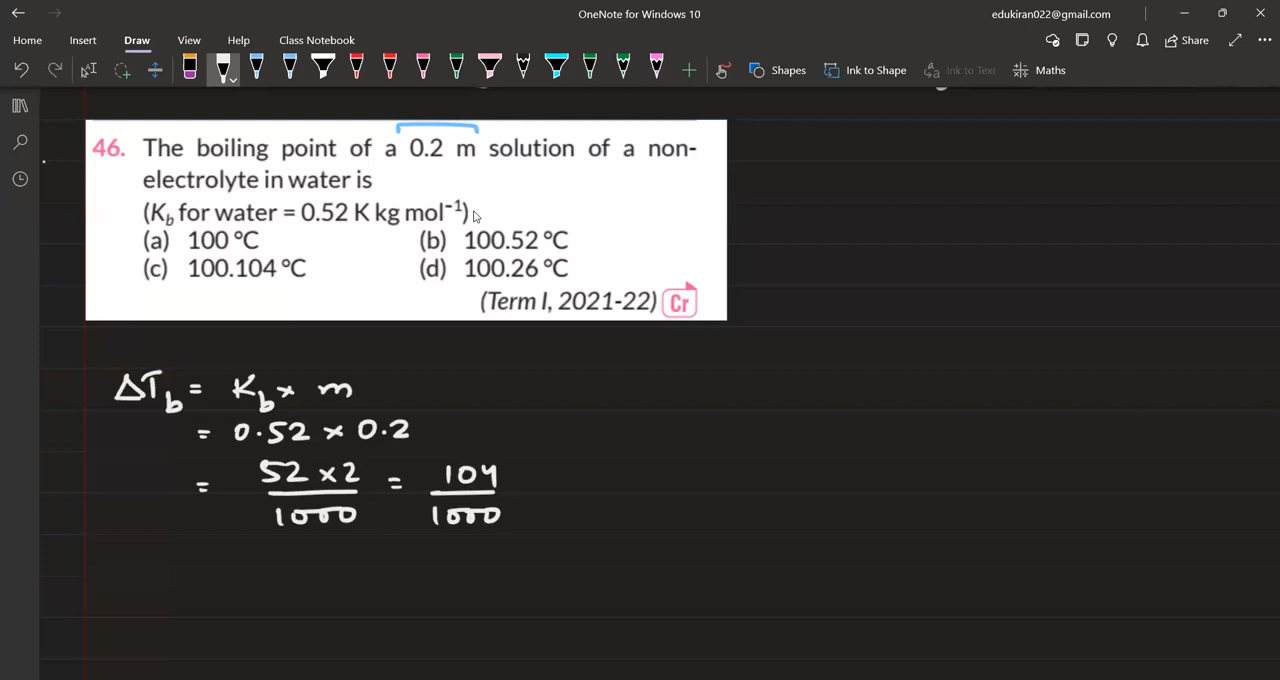 OneNote for Windows 10
edukiran022@gmail.com
Home Insert Draw View Help Class Notebook
Share
Shapes Ink to Shape Ink to Text Maths
46. The boiling point of a 0.2 m solution of a non-
electrolyte in water is
(K_b for water = 0.52 K kg mol⁻¹)
(a) 100 °C (b) 100.52 °C
(c) 100.104 °C (d) 100.26 °C
(Term I, 2021-22) Cr
ΔT_b = K_b × m
= 0.52 × 0.2
= 52 × 2 / 1000 = 104 / 1000